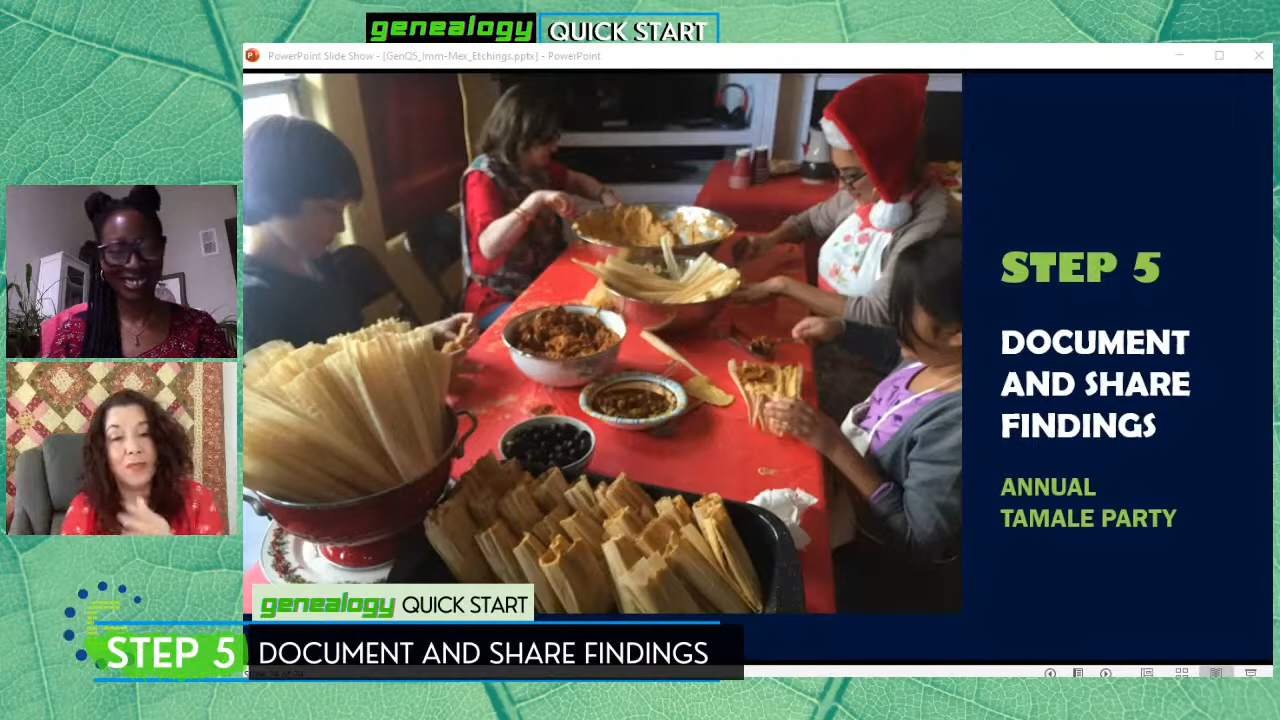 genealogy QUICK START
PowerPoint Slide Show - [GenQS_Imm-Mex_Etchings.pptx] - PowerPoint
STEP 5
DOCUMENT
AND SHARE
FINDINGS
ANNUAL
TAMALE PARTY
genealogy QUICK START
STEP 5 DOCUMENT AND SHARE FINDINGS